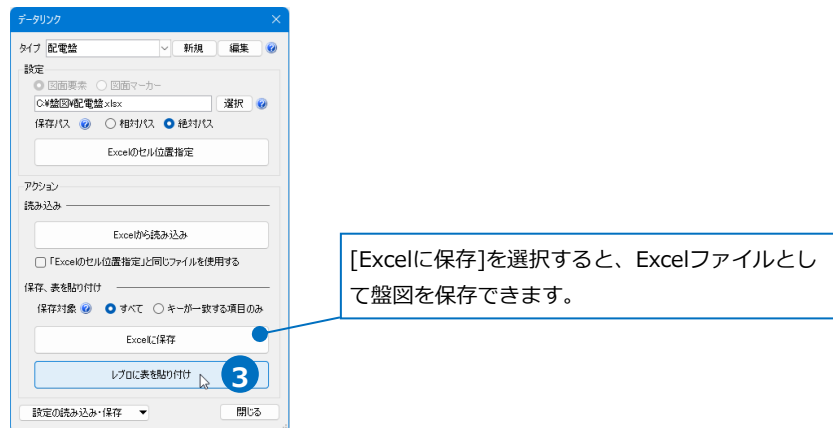 データリンク
タイプ 配電盤 新規 編集
設定
図面要素 図面マーカー
C:¥盤図¥配電盤.xlsx 選択
保存パス 相対パス 絶対パス
Excelのセル位置指定
アクション
読み込み
Excelから読み込み
「Excelのセル位置指定」と同じファイルを使用する
保存、表を貼り付け
保存対象 すべて キーが一致する項目のみ
Excelに保存
レブロに表を貼り付け
3
設定の読み込み・保存 閉じる
[Excelに保存]を選択すると、Excelファイルとし
て盤図を保存できます。